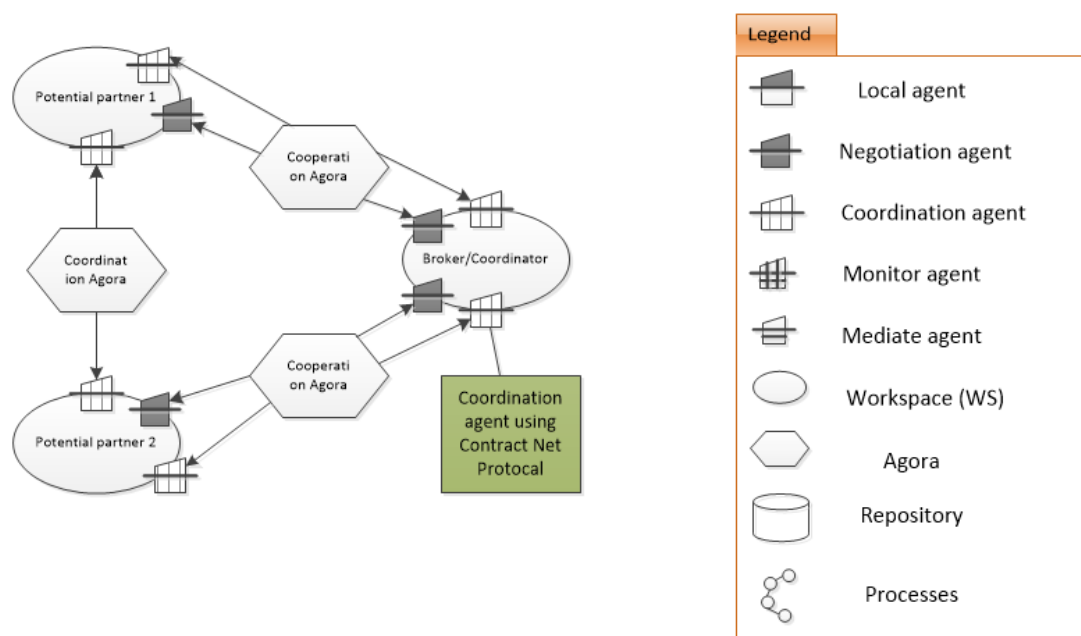 Potential partner 1
Cooperati
on Agora
Coordinat
ion Agora
Broker/Coordinator
Cooperati
on Agora
Potential partner 2
Coordination
agent using
Contract Net
Protocal
Legend
Local agent
Negotiation agent
Coordination agent
Monitor agent
Mediate agent
Workspace (WS)
Agora
Repository
Processes